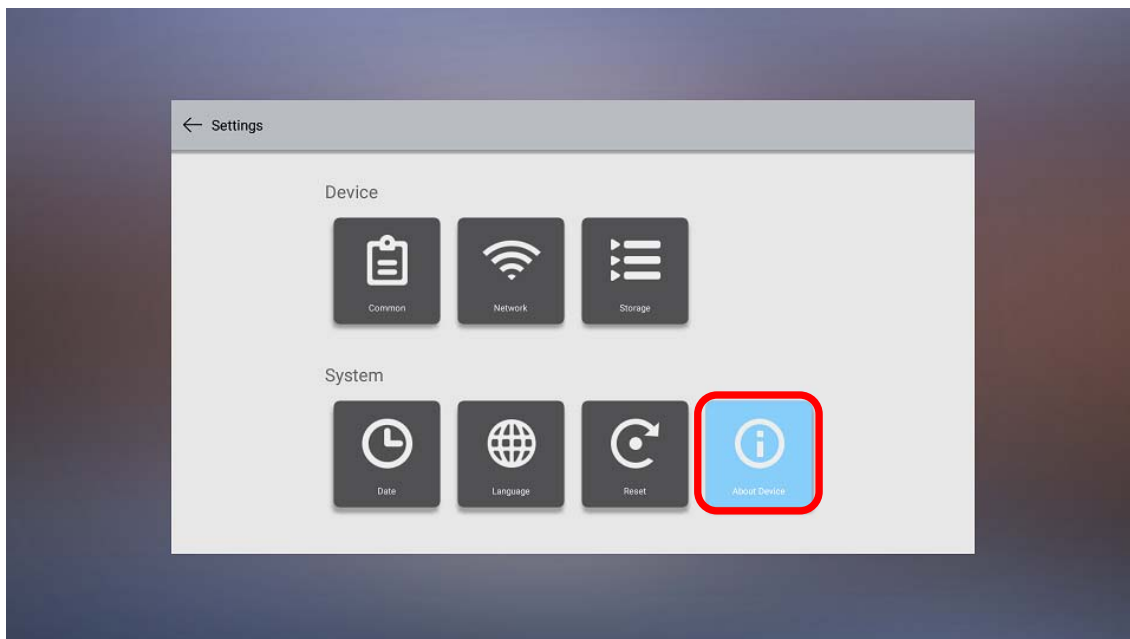 Settings
Device
Common
Network
Storage
System
Date
Language
Reset
About Device